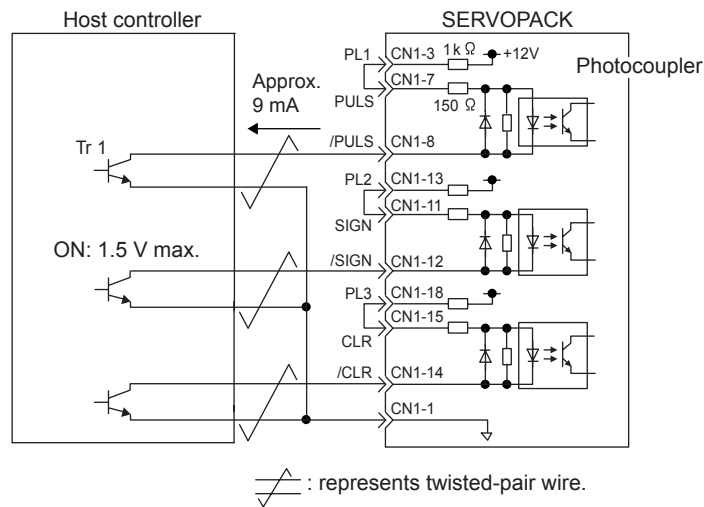 Host controller
SERVOPACK
PL1 CN1-3 1k Ω +12V
Photocoupler
Approx.
9 mA
CN1-7
PULS
150 Ω
Tr 1
/PULS CN1-8
PL2 CN1-13
CN1-11
SIGN
ON: 1.5 V max.
/SIGN CN1-12
PL3 CN1-18
CN1-15
CLR
/CLR CN1-14
CN1-1
: represents twisted-pair wire.